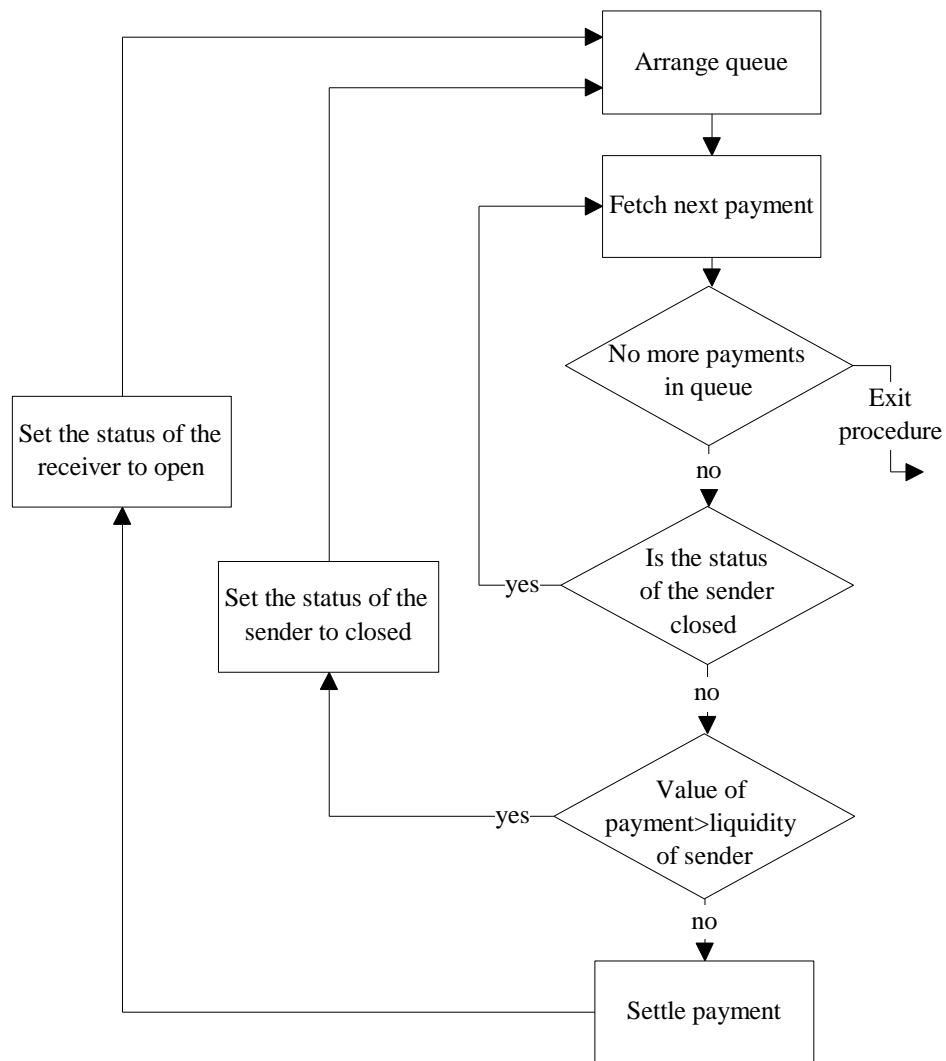 Arrange queue
Fetch next payment
No more payments
in queue
Exit
procedure
Set the status of the
receiver to open
no
Is the status
of the sender
closed
yes
Set the status of the
sender to closed
no
Value of
payment>liquidity
of sender
yes
no
Settle payment